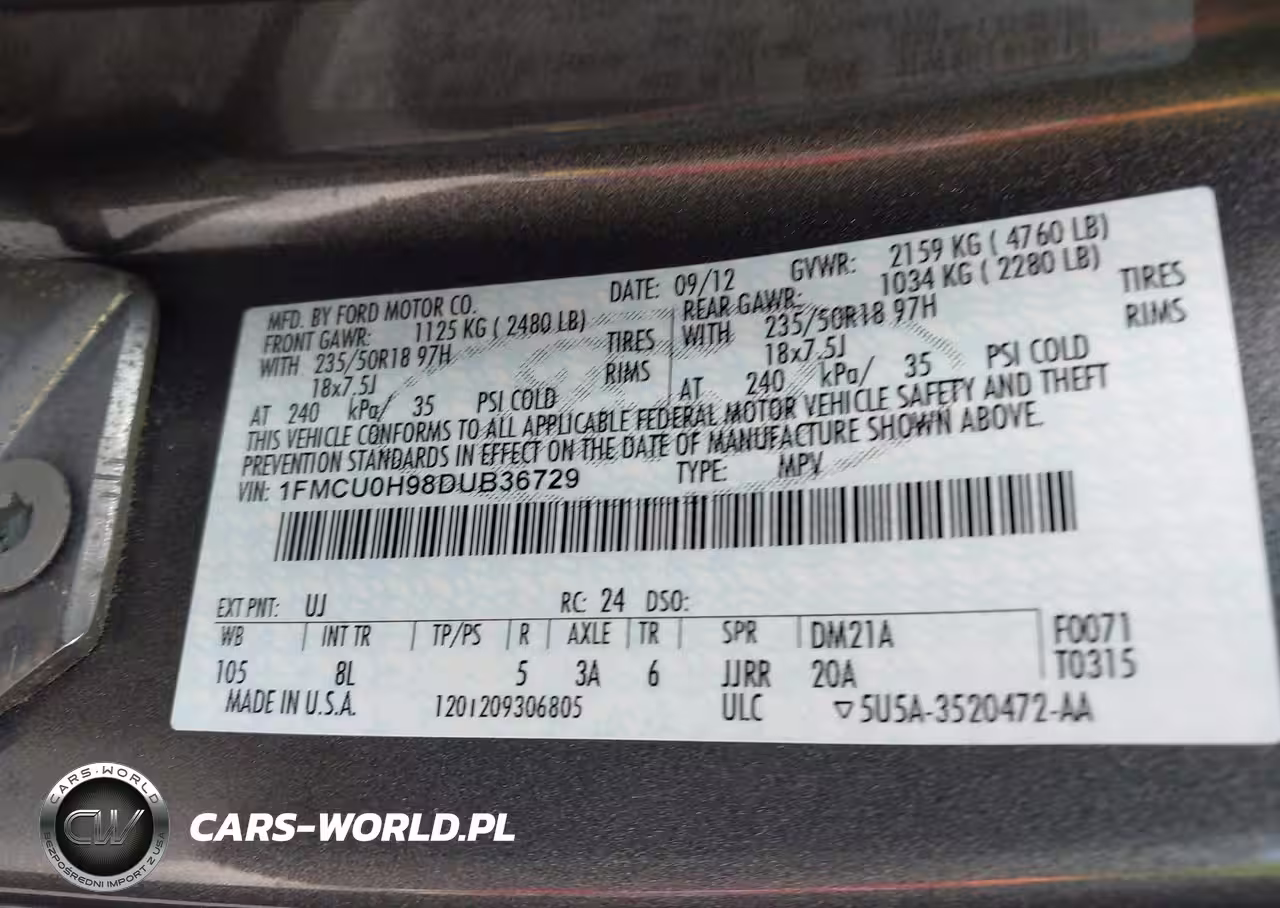 MFD. BY FORD MOTOR CO. DATE: 09/12 GVWR: 2159 KG ( 4760 LB)
FRONT GAWR: 1125 KG ( 2480 LB) REAR GAWR: 1034 KG ( 2280 LB)
WITH 235/50R18 97H TIRES WITH 235/50R18 97H TIRES
18x7.5J RIMS 18x7.5J RIMS
AT 240 kPa/ 35 PSI COLD AT 240 kPa/ 35 PSI COLD
THIS VEHICLE CONFORMS TO ALL APPLICABLE FEDERAL MOTOR VEHICLE SAFETY AND THEFT
PREVENTION STANDARDS IN EFFECT ON THE DATE OF MANUFACTURE SHOWN ABOVE.
VIN: 1FMCU0H98DUB36729 TYPE: MPV
EXT PNT: UJ RC: 24 DSO:
WB INT TR TP/PS R AXLE TR SPR DM21A F0071
105 8L 5 3A 6 JJRR 20A T0315
MADE IN U.S.A. 1201209306805 ULC ▽5U5A-3520472-AA
CARS-WORLD
CW
BEZPOŚREDNI IMPORT Z USA
CARS-WORLD.PL